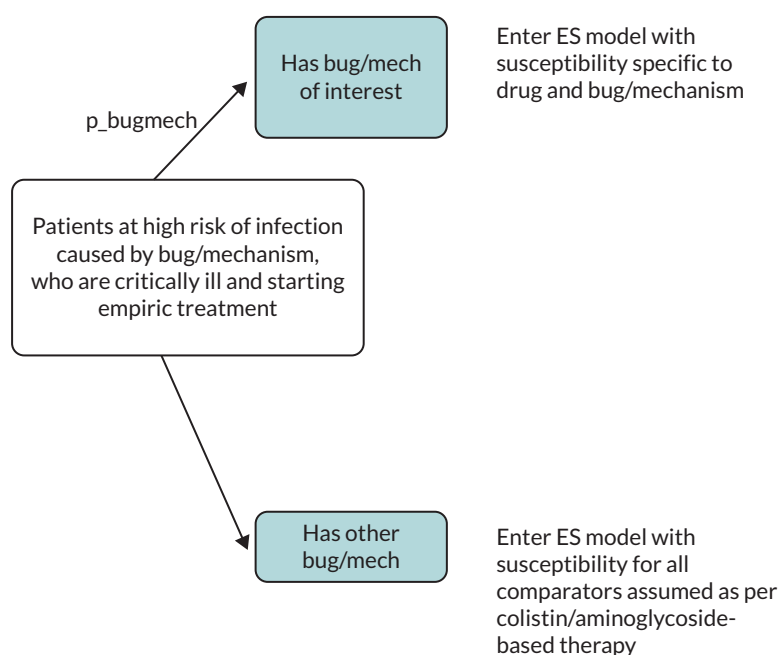 Has bug/mech
of interest
Enter ES model with
susceptibility specific to
drug and bug/mechanism
p_bugmech
Patients at high risk of infection
caused by bug/mechanism,
who are critically ill and starting
empiric treatment
Has other
bug/mech
Enter ES model with
susceptibility for all
comparators assumed as per
colistin/aminoglycoside-
based therapy